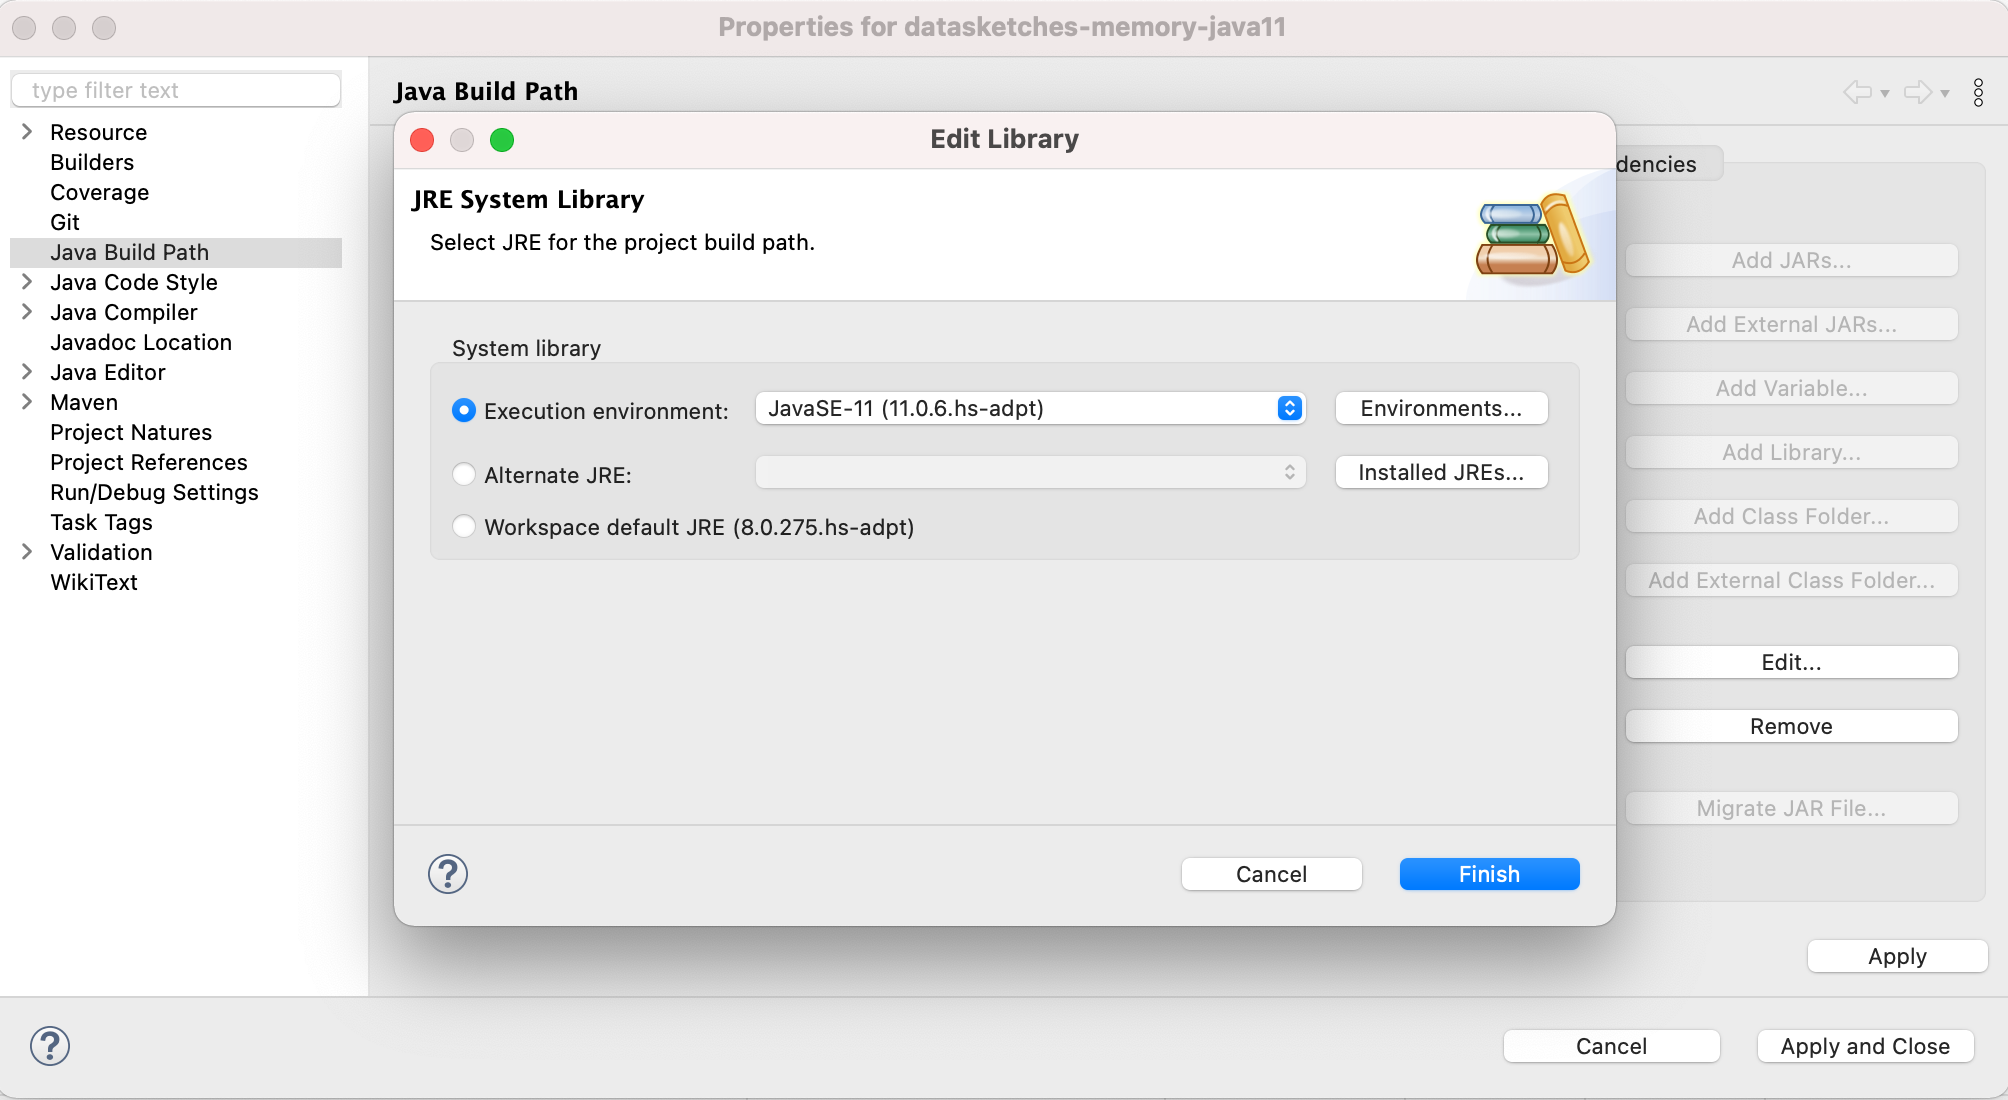 Properties for datasketches-memory-java11
type filter text
Resource
Builders
Coverage
Git
Java Build Path
Java Code Style
Java Compiler
Javadoc Location
Java Editor
Maven
Project Natures
Project References
Run/Debug Settings
Task Tags
Validation
WikiText
Java Build Path
Edit Library
JRE System Library
Select JRE for the project build path.
System library
Execution environment: JavaSE-11 (11.0.6.hs-adpt) Environments...
Alternate JRE: Installed JREs...
Workspace default JRE (8.0.275.hs-adpt)
? Cancel Finish
dencies
Add JARs...
Add External JARs...
Add Variable...
Add Library...
Add Class Folder...
Add External Class Folder...
Edit...
Remove
Migrate JAR File...
Apply
? Cancel Apply and Close